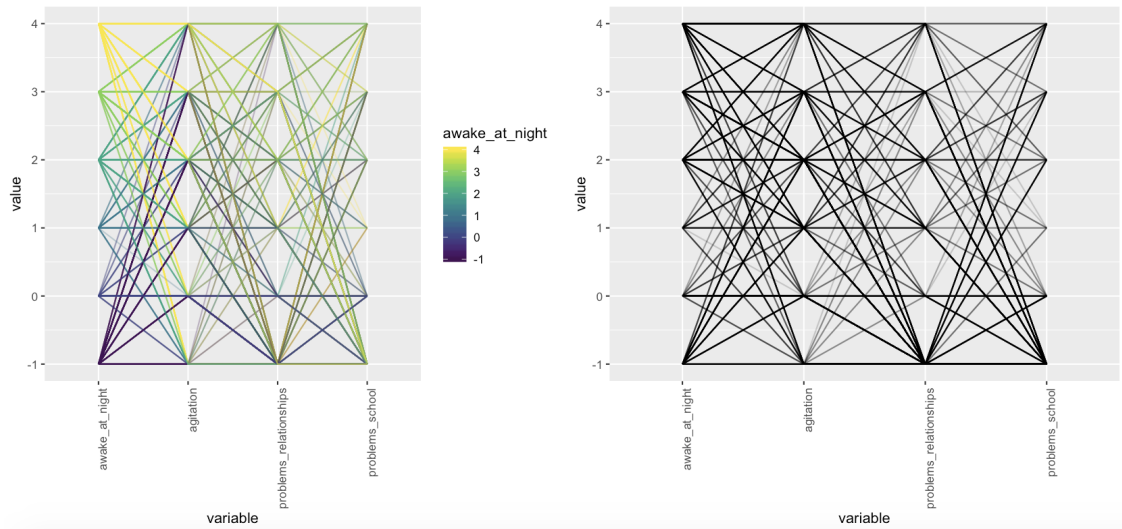 4
3
2
1
0
-1
value
awake_at_night
agitation
problems_relationships
problems_school
variable
awake_at_night
4
3
2
1
0
-1
4
3
2
1
0
-1
value
awake_at_night
agitation
problems_relationships
problems_school
variable